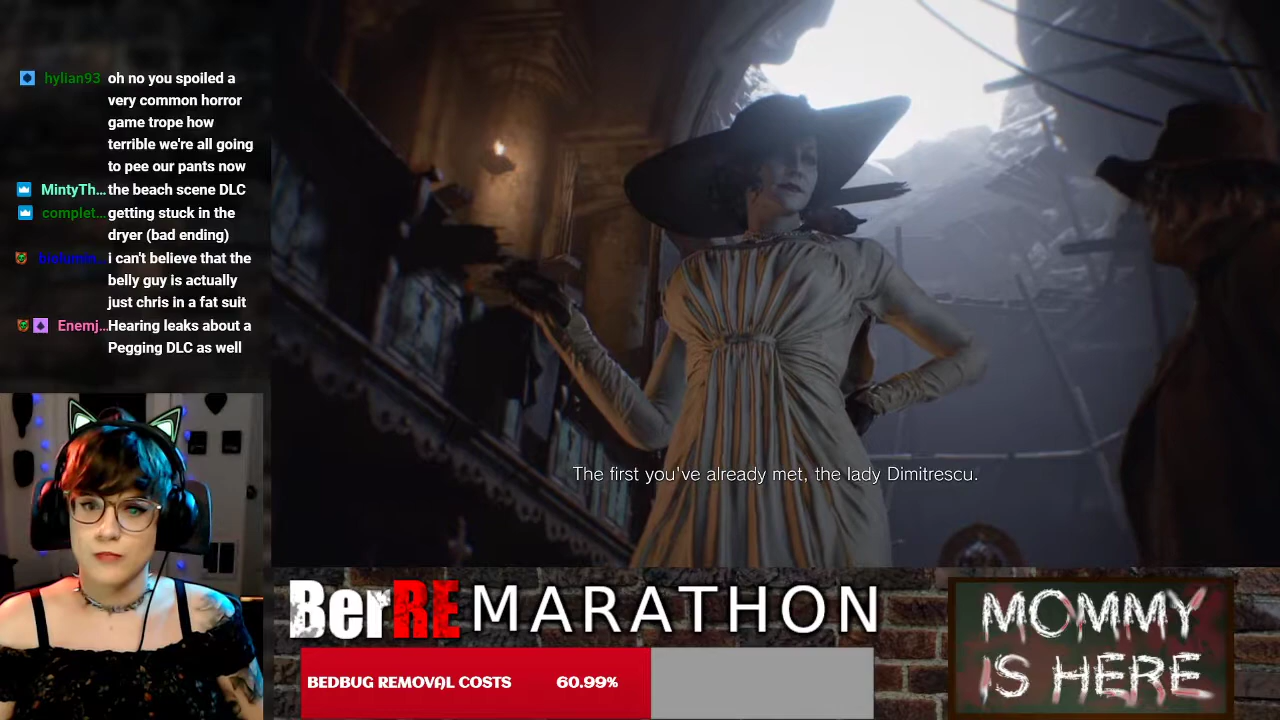 hylian93 oh no you spoiled a
very common horror
game trope how
terrible we're all going
to pee our pants now
MintyTh... the beach scene DLC
complet... getting stuck in the
dryer (bad ending)
i can't believe that the
belly guy is actually
just chris in a fat suit
Enemj... Hearing leaks about a
Pegging DLC as well
The first you've already met, the lady Dimitrescu.
BerRE MARATHON
BEDBUG REMOVAL COSTS 60.99%
MOMMY
IS HERE